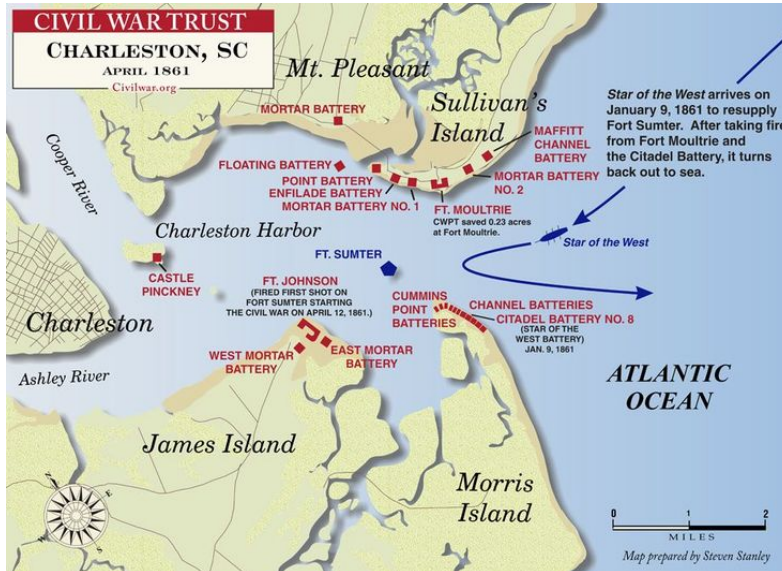 CIVIL WAR TRUST
CHARLESTON, SC
APRIL 1861
Civilwar.org
Mt. Pleasant
Sullivan's
Island
Star of the West arrives on
January 9, 1861 to resupply
Fort Sumter. After taking fire
from Fort Moultrie and
the Citadel Battery, it turns
back out to sea.
MORTAR BATTERY
MAFFITT
CHANNEL
BATTERY
Cooper River
FLOATING BATTERY
POINT BATTERY
ENFILADE BATTERY
MORTAR BATTERY NO. 1
MORTAR BATTERY
NO. 2
FT. MOULTRIE
CWPT saved 0.23 acres
at Fort Moultrie.
Charleston Harbor
Star of the West
FT. SUMTER
CASTLE
PINCKNEY
FT. JOHNSON
(FIRED FIRST SHOT ON
FORT SUMTER STARTING
THE CIVIL WAR ON APRIL 12, 1861.)
CUMMINS
POINT
BATTERIES
CHANNEL BATTERIES
CITADEL BATTERY NO. 8
(STAR OF THE
WEST BATTERY)
JAN. 9, 1861
Charleston
WEST MORTAR
BATTERY
EAST MORTAR
BATTERY
Ashley River
ATLANTIC
OCEAN
James Island
Morris
Island
N
E
W
S
0
1
2
MILES
Map prepared by Steven Stanley